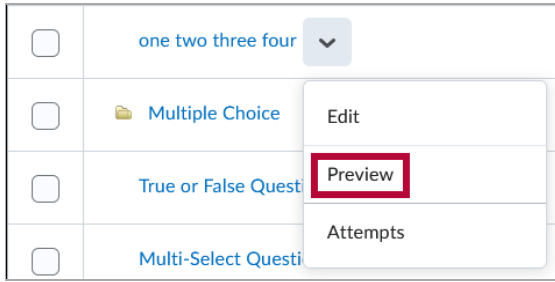 one two three four
Multiple Choice
Edit
True or False Questi
Preview
Attempts
Multi-Select Questi